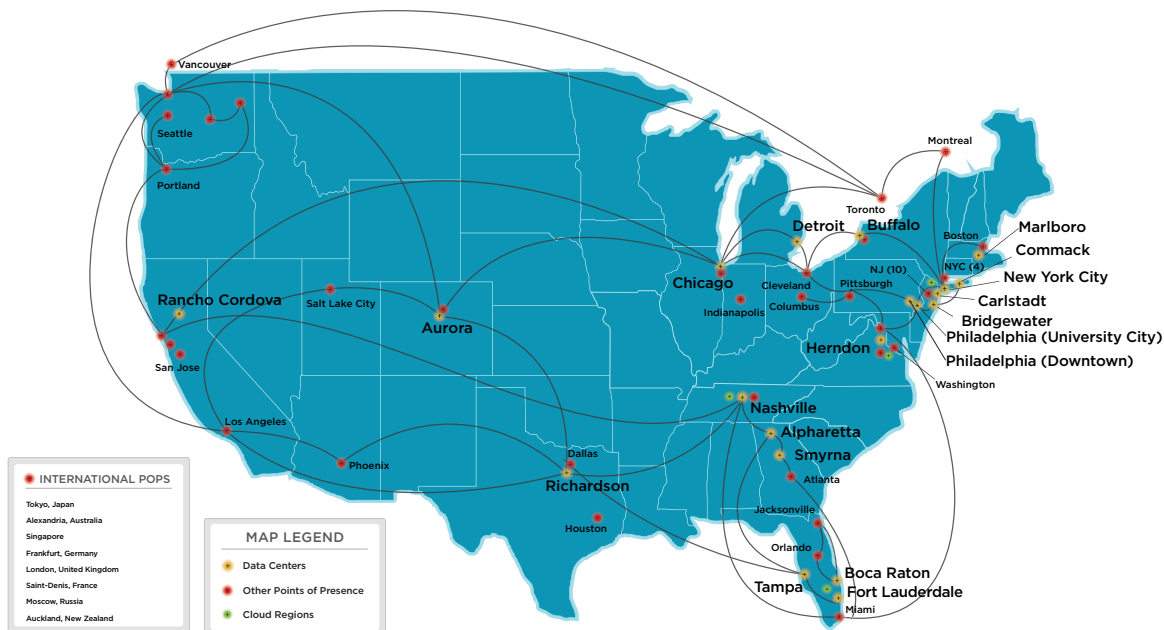 Vancouver
Seattle
Portland
Montreal
Toronto
Detroit
Buffalo
Boston
Marlboro
Commack
NYC (4)
New York City
NJ (10)
Carlstadt
Bridgewater
Philadelphia (University City)
Philadelphia (Downtown)
Chicago
Cleveland
Pittsburgh
Columbus
Indianapolis
Rancho Cordova
Salt Lake City
Aurora
San Jose
Herndon
Washington
Nashville
Los Angeles
Alpharetta
Smyrna
Phoenix
Dallas
Richardson
Atlanta
Houston
Jacksonville
Orlando
Tampa
Boca Raton
Fort Lauderdale
Miami
INTERNATIONAL POPS
Tokyo, Japan
Alexandria, Australia
Singapore
Frankfurt, Germany
London, United Kingdom
Saint-Denis, France
Moscow, Russia
Auckland, New Zealand
MAP LEGEND
Data Centers
Other Points of Presence
Cloud Regions